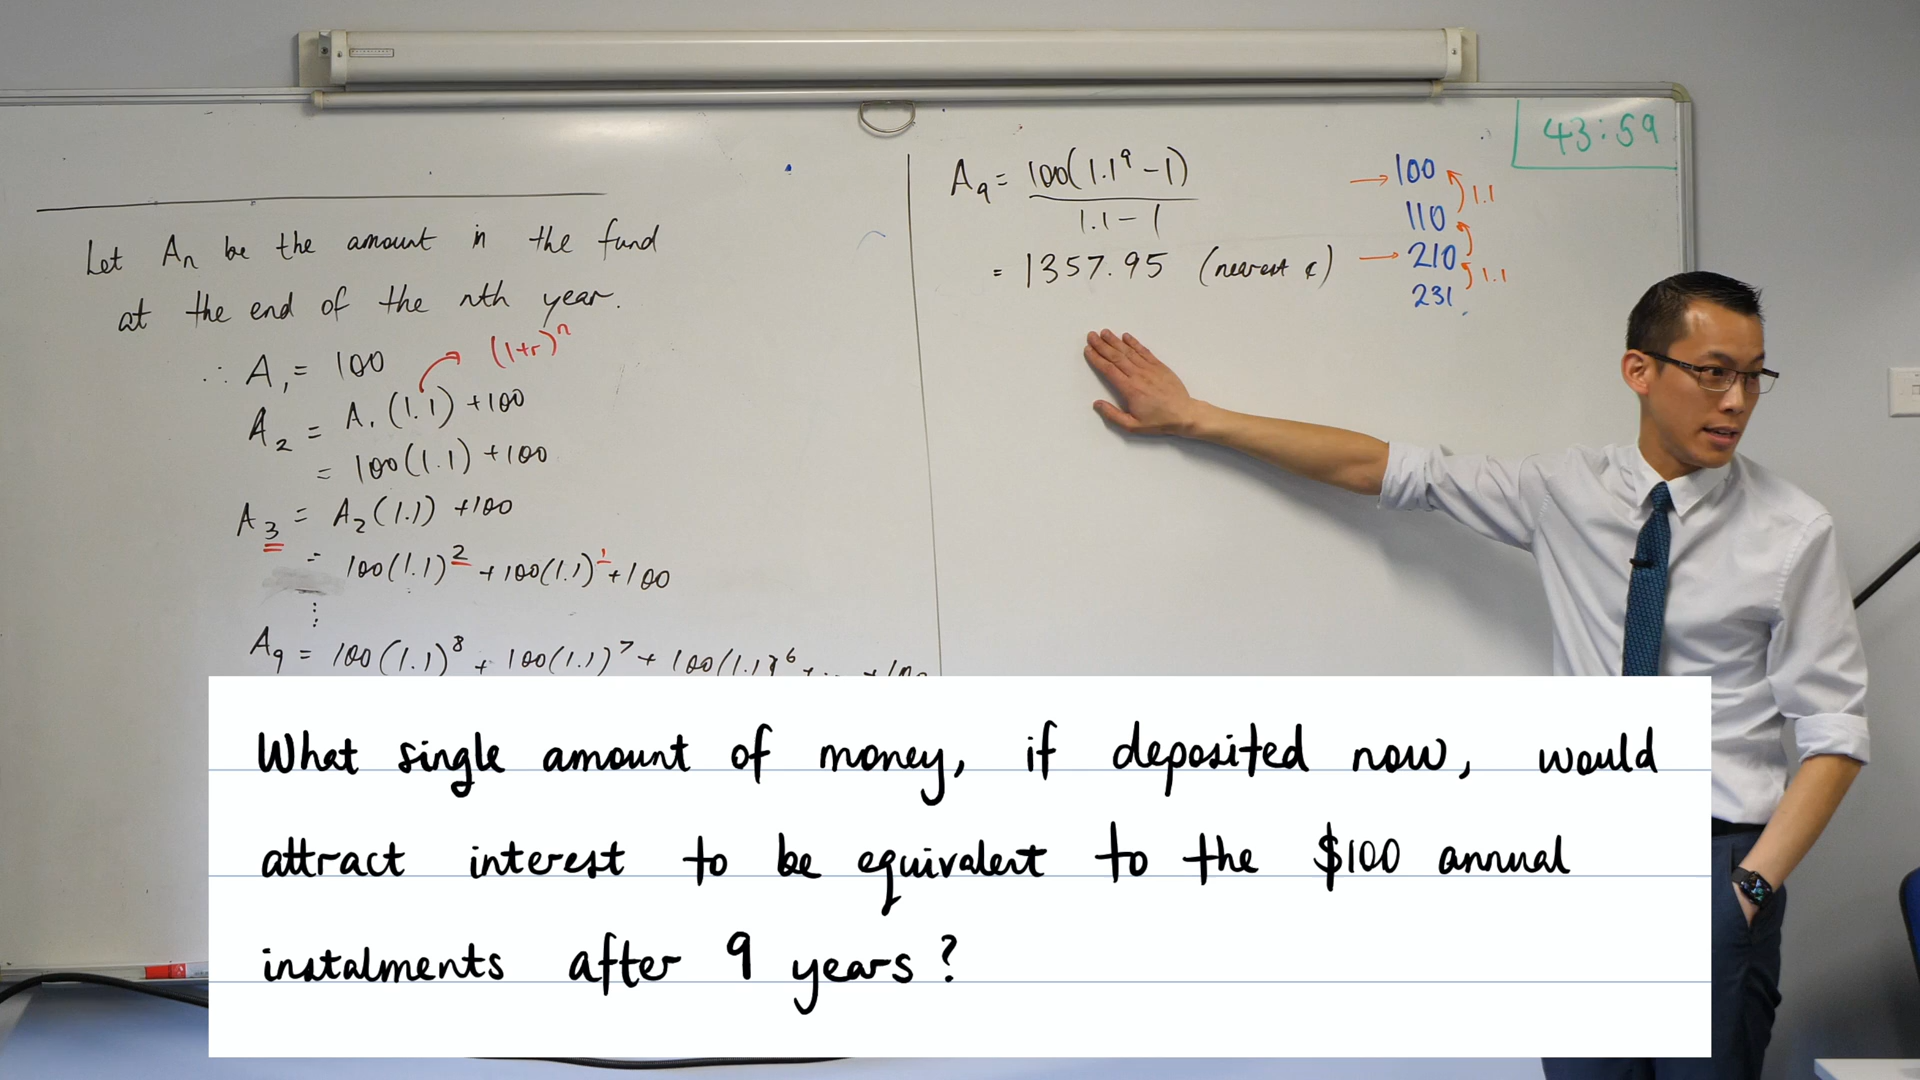 Let An be the amount in the fund
at the end of the nth year.
∴ A₁ = 100
(1+r)ⁿ
A₂ = A₁(1.1) +100
= 100(1.1) +100
A₃ = A₂(1.1) +100
= 100(1.1)² + 100(1.1)¹ + 100
⋮
A₉ = 100(1.1)⁸ + 100(1.1)⁷ + 100(1.1)⁶ + ... + 100
A₉ = 100(1.1⁹ − 1)
1.1 − 1
= 1357.95 (nearest ¢)
→ 100
1.1
110
→ 210
1.1
231
43:59
What single amount of money, if deposited now, would
attract interest to be equivalent to the $100 annual
instalments after 9 years?